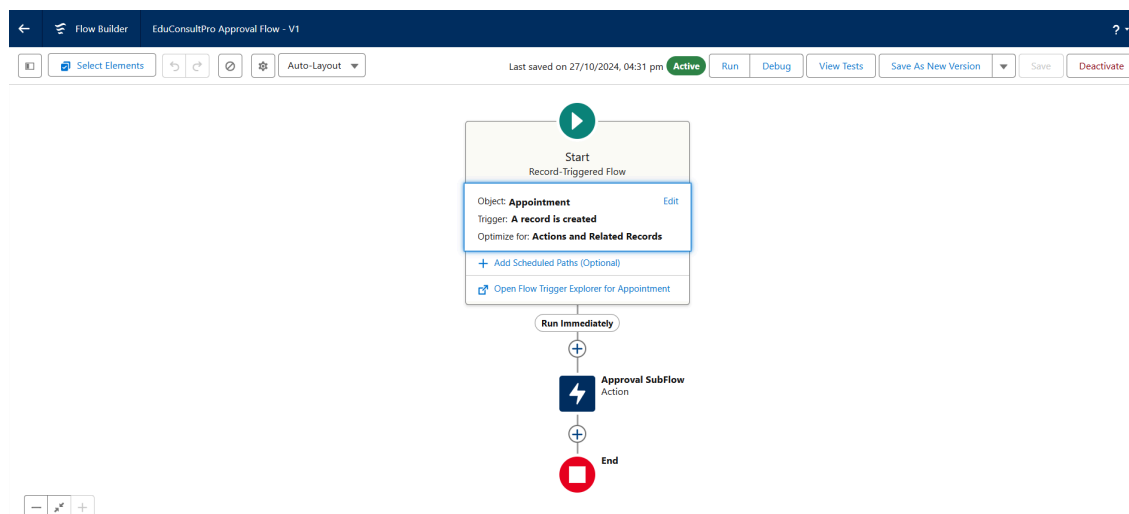 Flow Builder EduConsultPro Approval Flow - V1 ?
Select Elements Auto-Layout Last saved on 27/10/2024, 04:31 pm Active Run Debug View Tests Save As New Version Save Deactivate
Start
Record-Triggered Flow
Object: Appointment Edit
Trigger: A record is created
Optimize for: Actions and Related Records
+ Add Scheduled Paths (Optional)
Open Flow Trigger Explorer for Appointment
Run Immediately
Approval SubFlow
Action
End